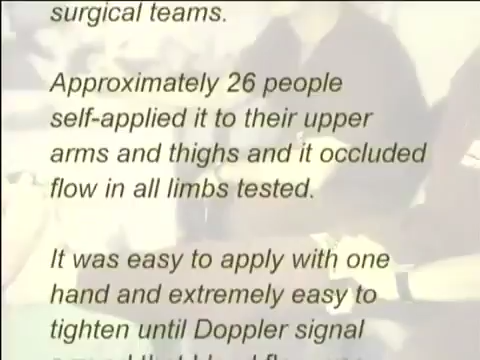 surgical teams.
Approximately 26 people
self-applied it to their upper
arms and thighs and it occluded
flow in all limbs tested.
It was easy to apply with one
hand and extremely easy to
tighten until Doppler signal